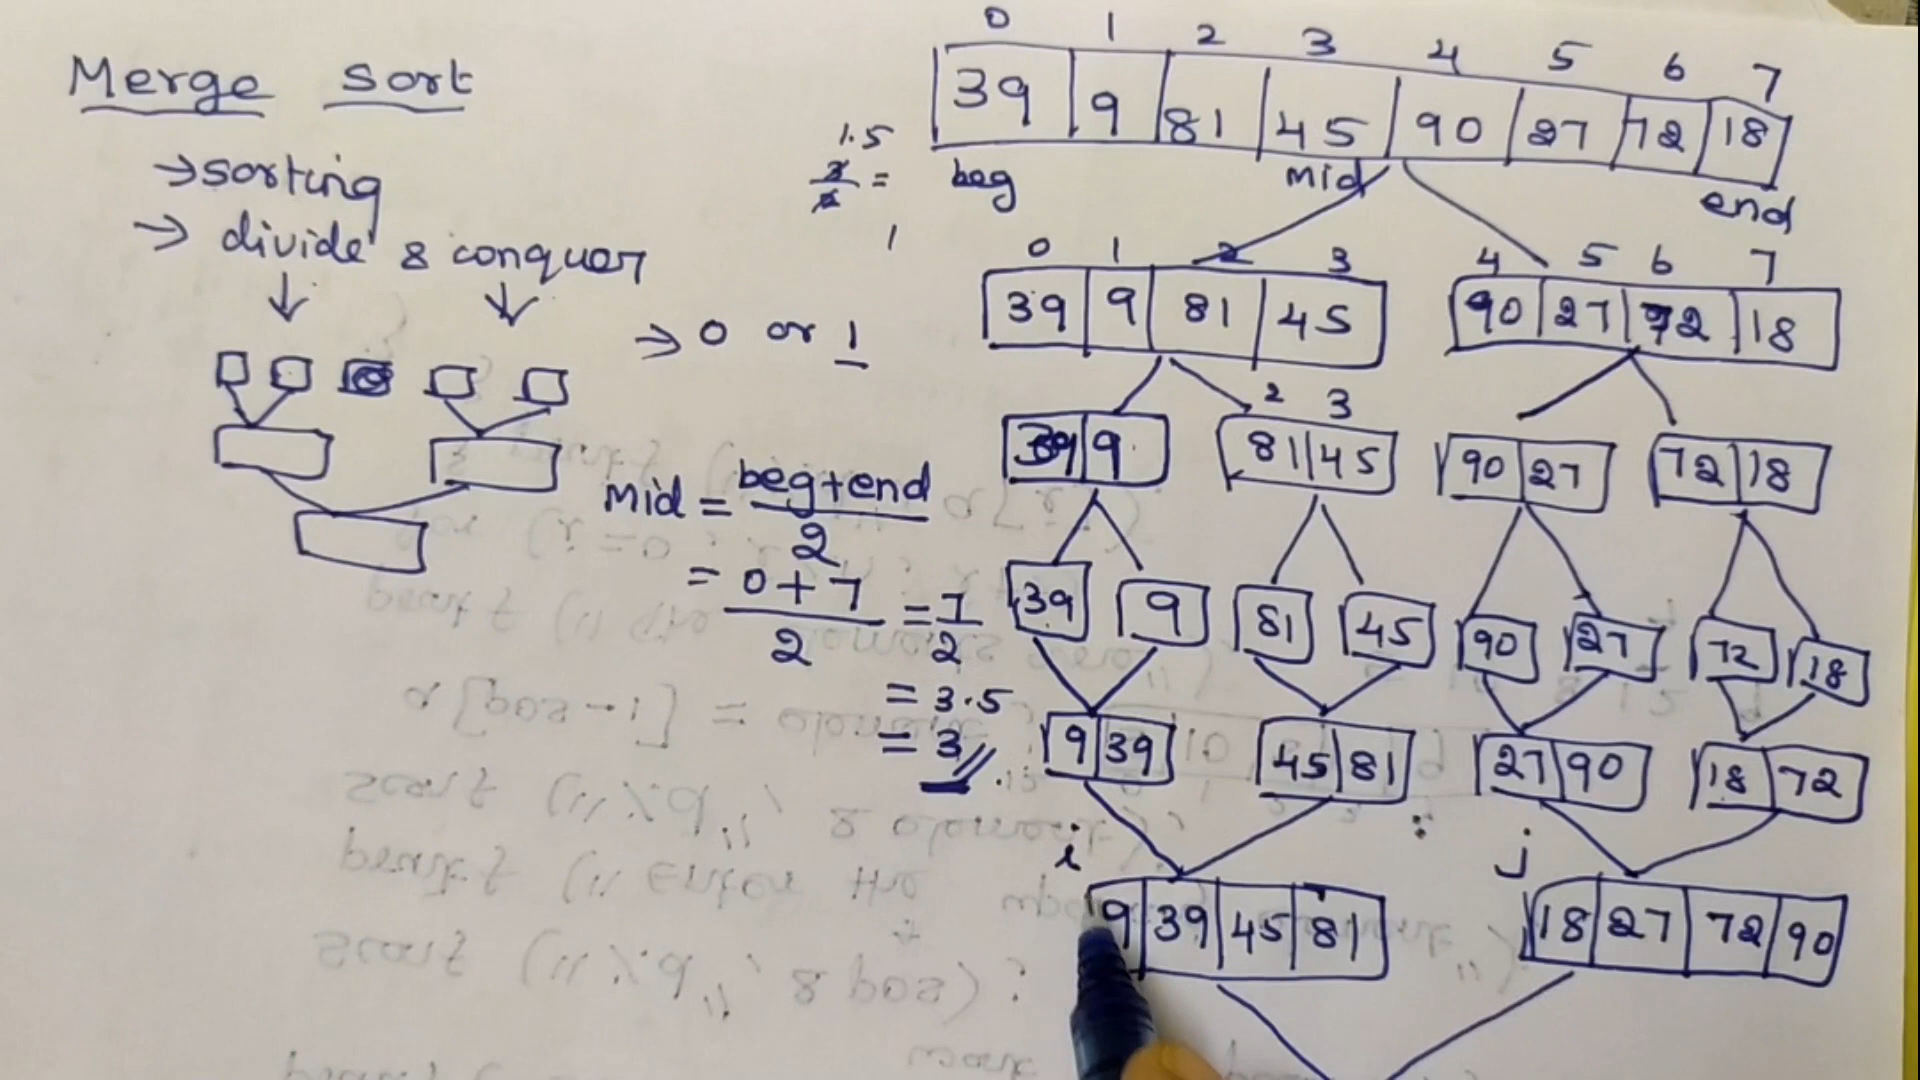 Merge sort
→ sorting
→ divide & conquer
→ 0 or 1
1.5
3/2 =
1
Mid = beg+end
2
= 0+7
2
= 7
2
= 3.5
= 3
0 1 2 3 4 5 6 7
39 9 81 45 90 27 72 18
beg mid end
0 1 2 3 4 5 6 7
39 9 81 45 90 27 72 18
2 3
39 9 81 45 90 27 72 18
39 9 81 45 90 27 72 18
9 39 45 81 27 90 18 72
i j
9 39 45 81 18 27 72 90